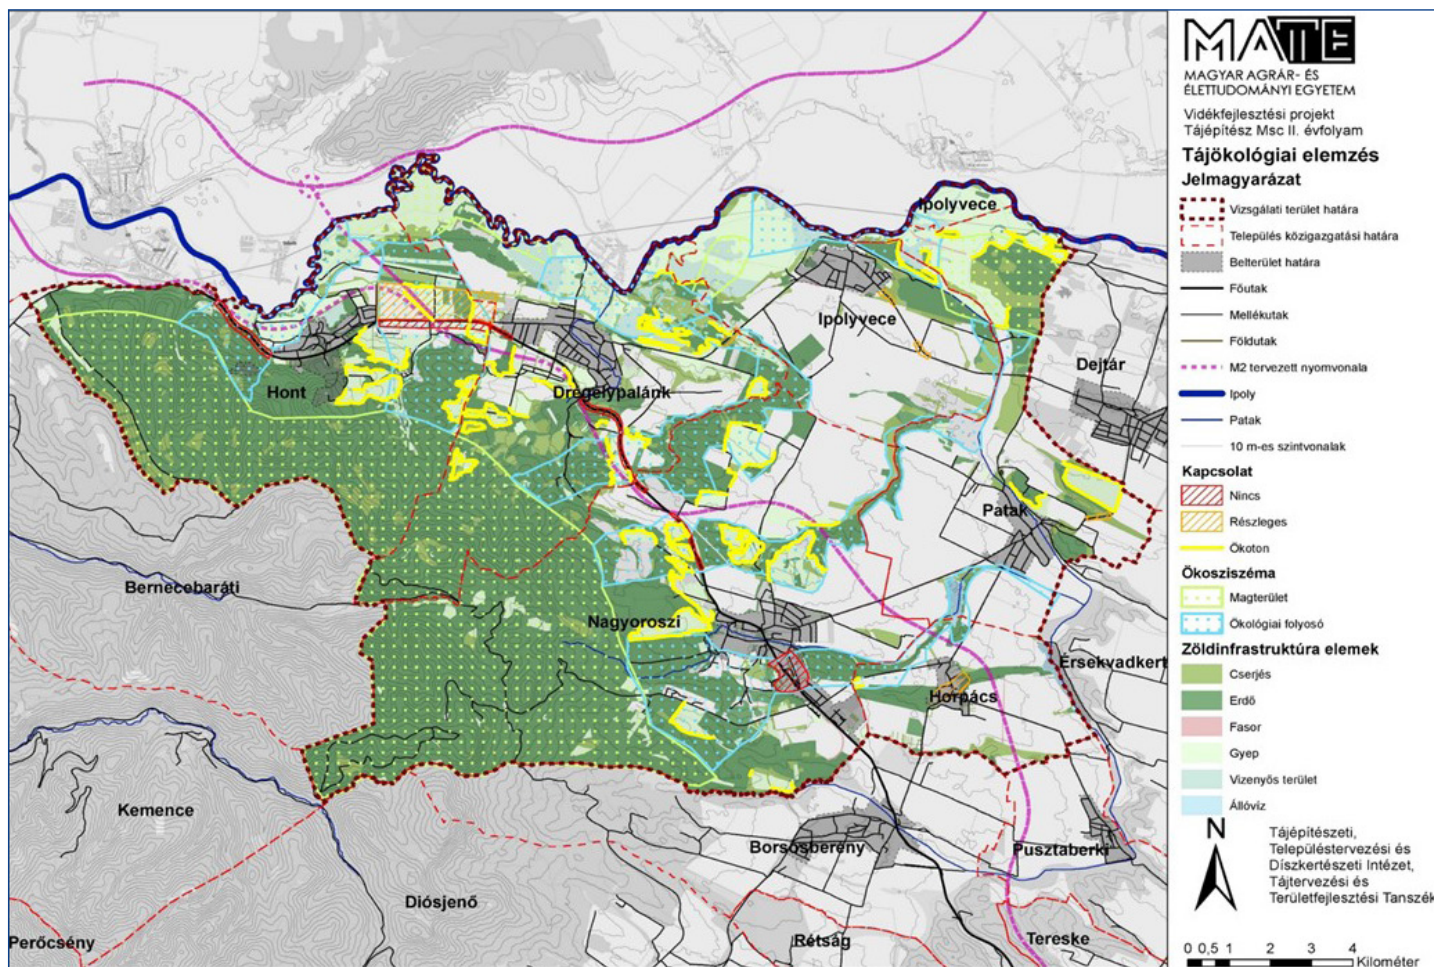 Ipolyvece
Ipolyvece
Dejtár
Hont
Drégelypalánk
Patak
Bernecebaráti
Nagyoroszi
Érsekvadkert
Horpács
Kemence
Borsosberény
Pusztaberki
Diósjenő
Perőcsény
Rétság
Tereske
MATE
MAGYAR AGRÁR- ÉS
ÉLETTUDOMÁNYI EGYETEM
Vidékfejlesztési projekt
Tájépítész Msc II. évfolyam
Tájökológiai elemzés
Jelmagyarázat
Vizsgálati terület határa
Település közigazgatási határa
Belterület határa
Főutak
Mellékutak
Földutak
M2 tervezett nyomvonala
Ipoly
Patak
10 m-es szintvonalak
Kapcsolat
Nincs
Részleges
Ökoton
Ökosziszéma
Magterület
Ökológiai folyosó
Zöldinfrastruktúra elemek
Cserjés
Erdő
Fasor
Gyep
Vizenyős terület
Állóvíz
N
Tájépítészeti,
Településtervezési és
Díszkertészeti Intézet,
Tájtervezési és
Területfejlesztési Tanszék
0 0,5 1 2 3 4
Kilométer